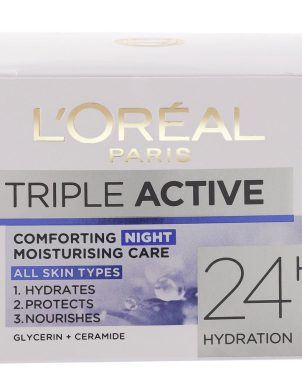 L'ORÉAL
PARIS
TRIPLE ACTIVE
COMFORTING NIGHT
MOISTURISING CARE
ALL SKIN TYPES
1. HYDRATES
2.PROTECTS
3.NOURISHES
GLYCERIN + CERAMIDE
24H
HYDRATION